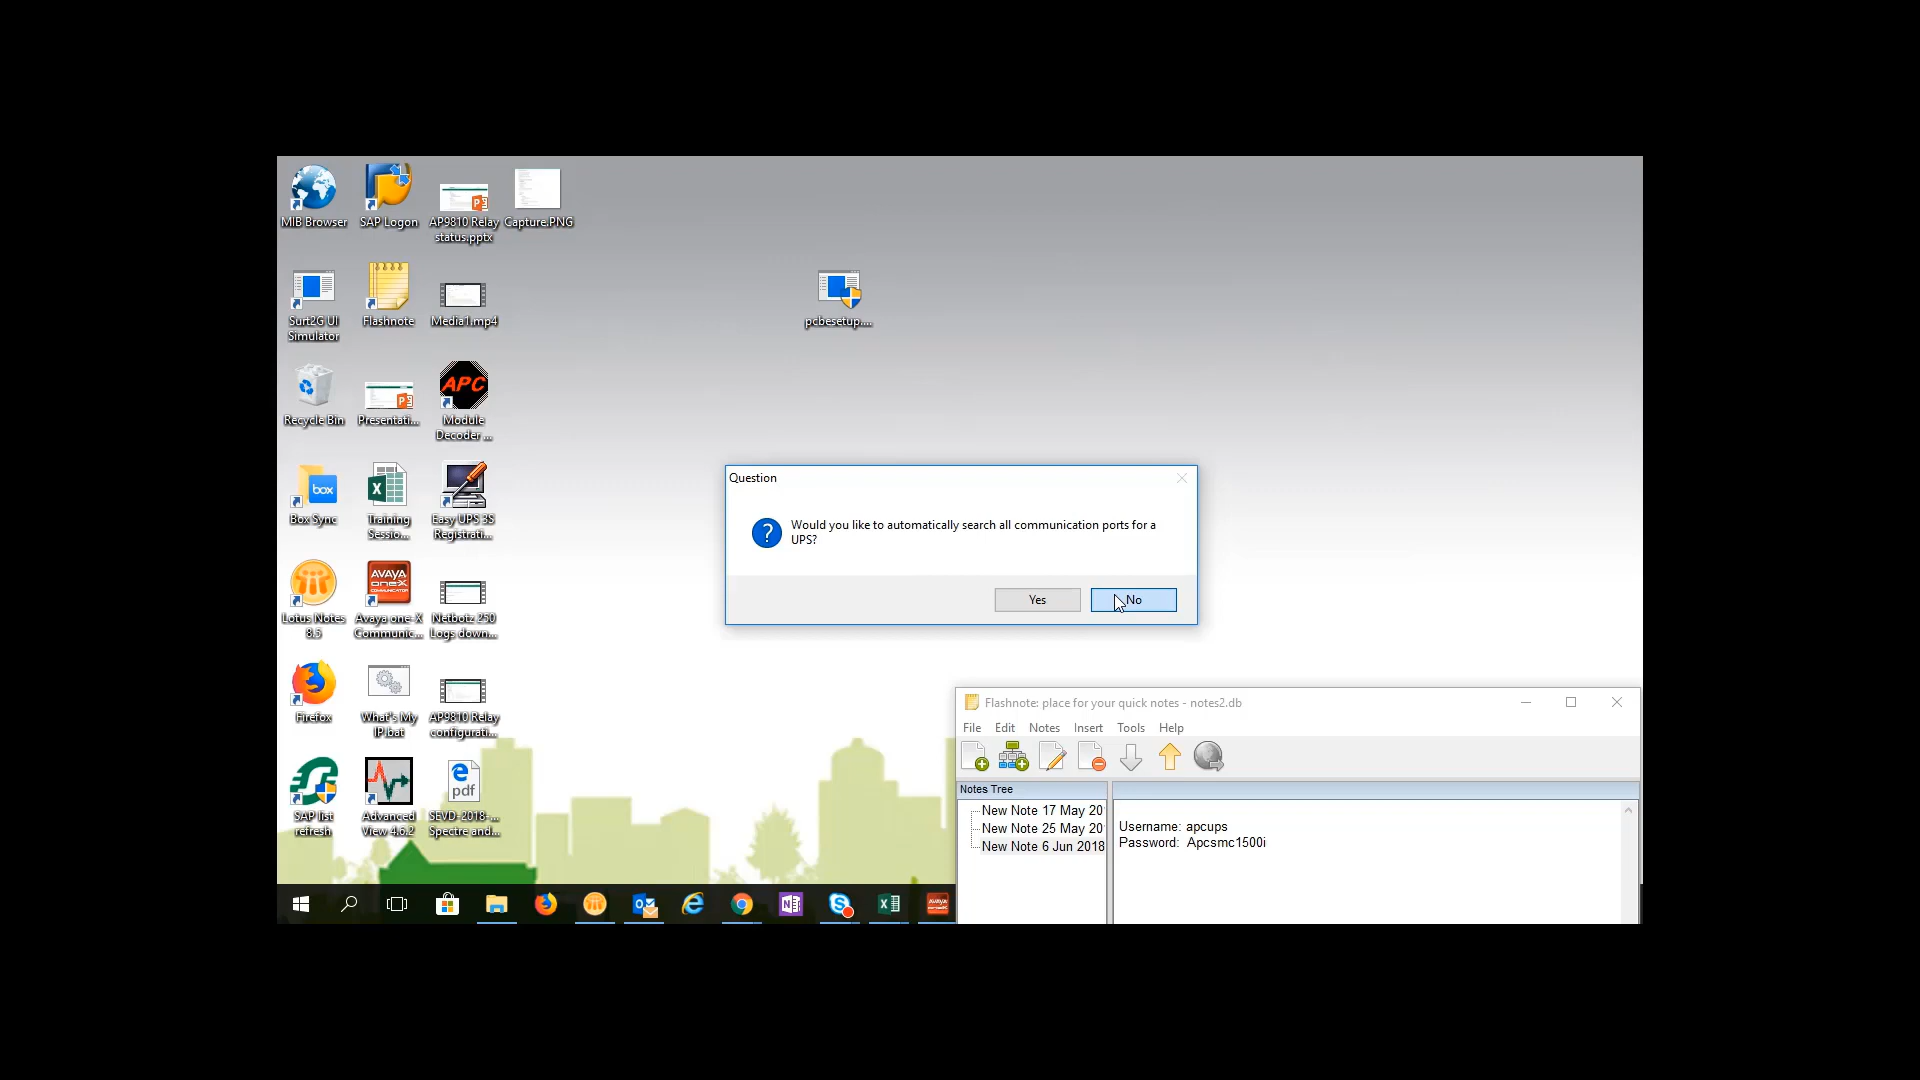 MIB Browser
SAP Logon
AP9810 Relay
status.pptx
Capture.PNG
Surt2G UI
Simulator
Flashnote
Media1.mp4
pcbesetup....
Recycle Bin
Presentati...
APC
Module
Decoder ...
box
Box Sync
Training
Sessio...
Easy UPS 3S
Registrati...
Question
Would you like to automatically search all communication ports for a
UPS?
Yes
No
Lotus Notes
8.5
AVAYA
one-X
COMMUNICATOR
Avaya one-X
Communic...
Netbotz 250
Logs down...
Firefox
What's My
IP.bat
AP9810 Relay
configurati...
SAP list
refresh
Advanced
View 4.6.2
pdf
SEVD-2018-...
Spectre and...
Flashnote: place for your quick notes - notes2.db
File Edit Notes Insert Tools Help
Notes Tree
New Note 17 May 20
New Note 25 May 20
New Note 6 Jun 2018
Username: apcups
Password: Apcsmc1500i